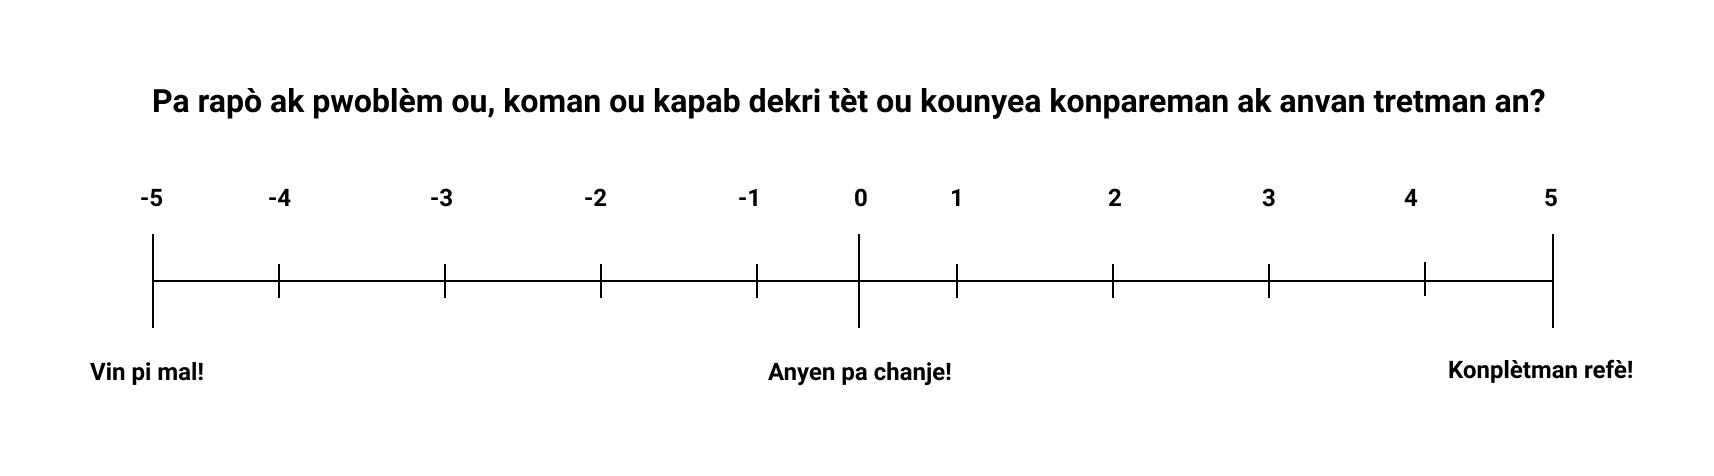 Pa rapò ak pwoblèm ou, koman ou kapab dekri tèt ou kounyea konpareman ak anvan tretman an?
-5 -4 -3 -2 -1 0 1 2 3 4 5
Vin pi mal! Anyen pa chanje! Konplètman refè!